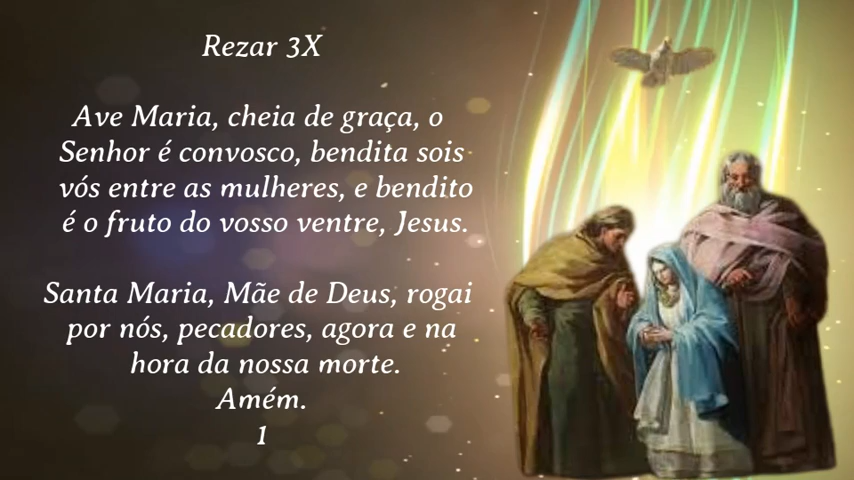 Rezar 3X
Ave Maria, cheia de graça, o
Senhor é convosco, bendita sois
vós entre as mulheres, e bendito
é o fruto do vosso ventre, Jesus.
Santa Maria, Mãe de Deus, rogai
por nós, pecadores, agora e na
hora da nossa morte.
Amém.
1